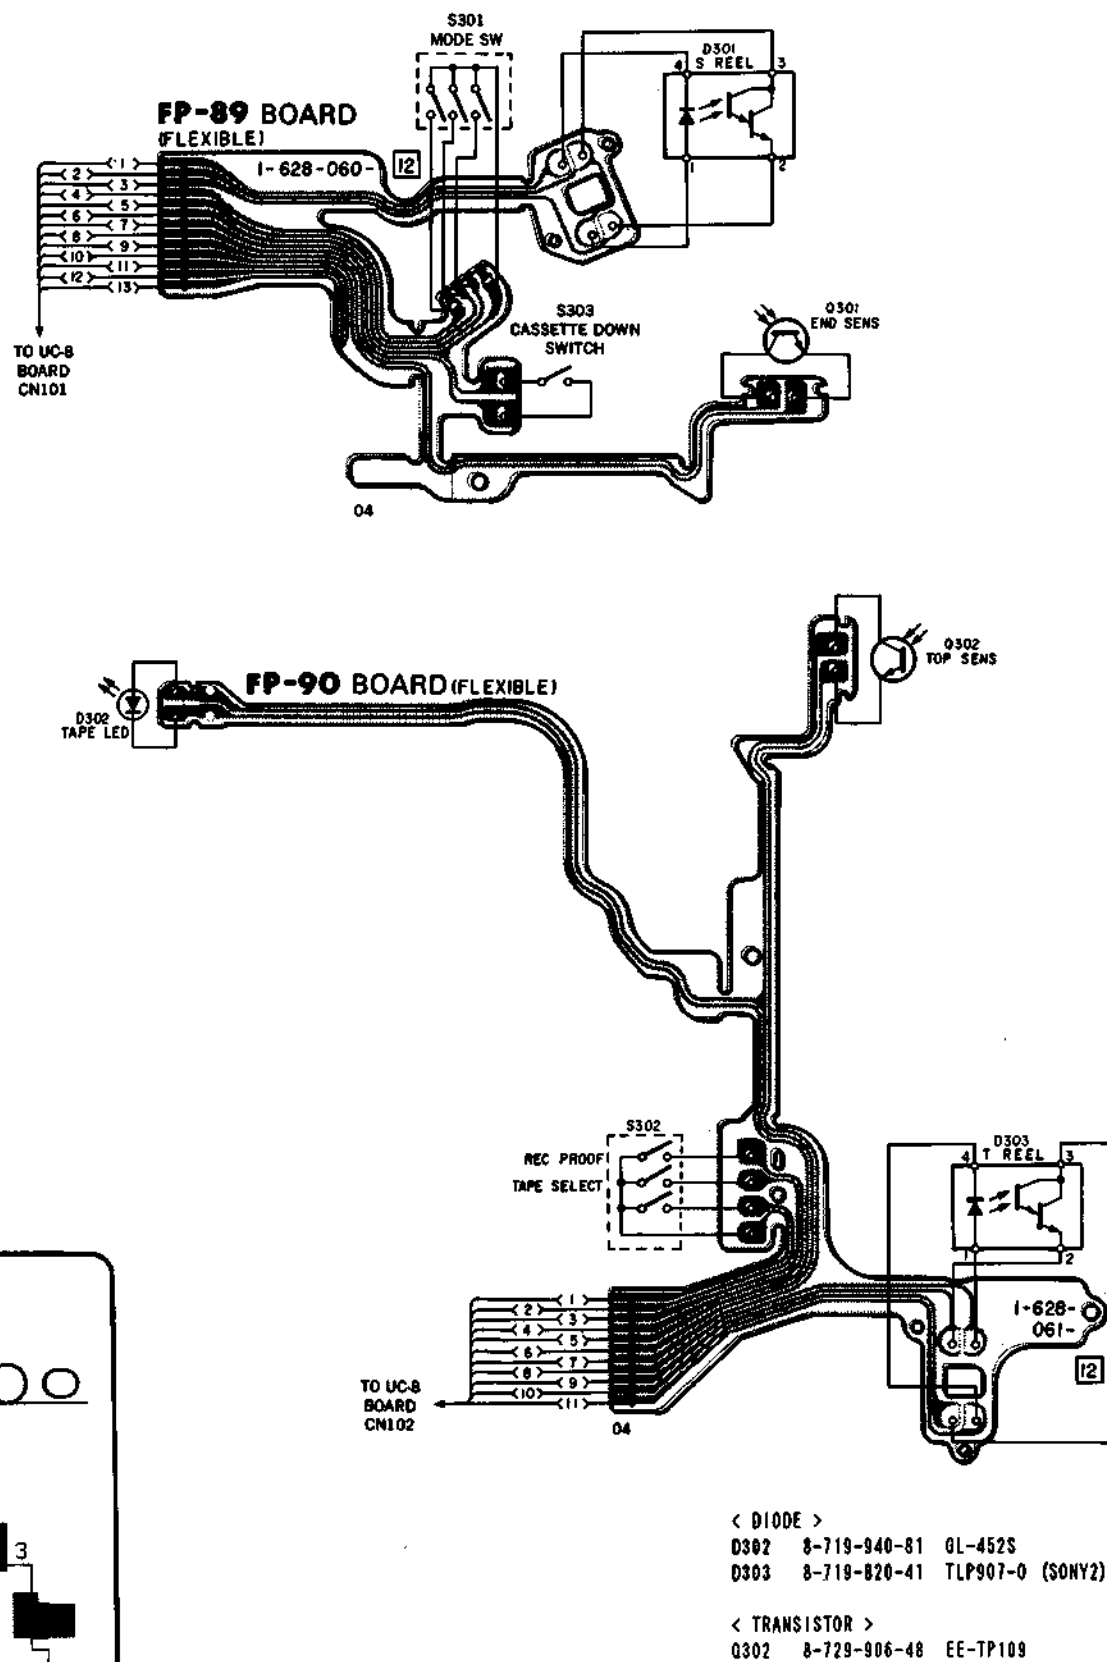 S301
MODE SW
D301
S REEL
4
3
1
2
FP-89 BOARD
(FLEXIBLE)
1-628-060-
12
1
2
3
4
5
6
7
8
9
10
11
12
13
TO UC-8
BOARD
CN101
S303
CASSETTE DOWN
SWITCH
Q301
END SENS
04
Q302
TOP SENS
FP-90 BOARD (FLEXIBLE)
D302
TAPE LED
S302
REC PROOF
TAPE SELECT
D303
T REEL
4
3
1
2
1-628-
061-
12
1
2
3
4
5
6
7
8
9
10
11
TO UC-8
BOARD
CN102
04
3
< DIODE >
D302 8-719-940-81 GL-452S
D303 8-719-820-41 TLP907-O (SONY2)
< TRANSISTOR >
Q302 8-729-906-48 EE-TP109